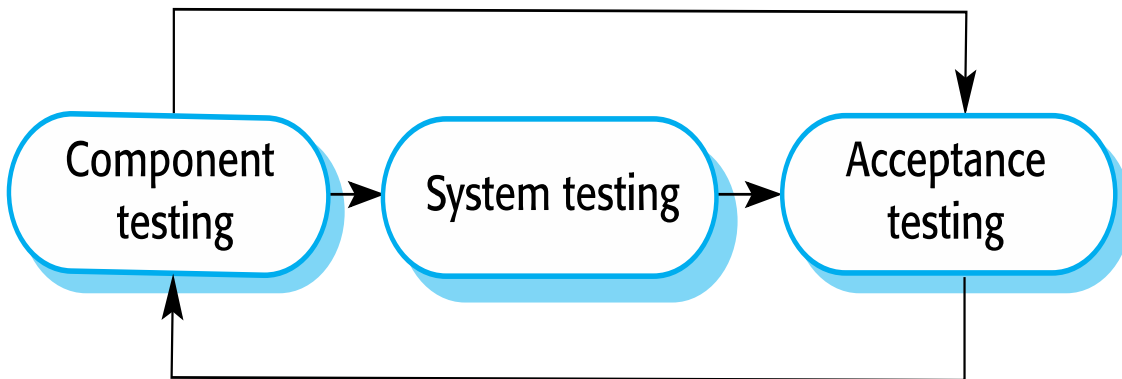 Component
testing
System testing
Acceptance
testing